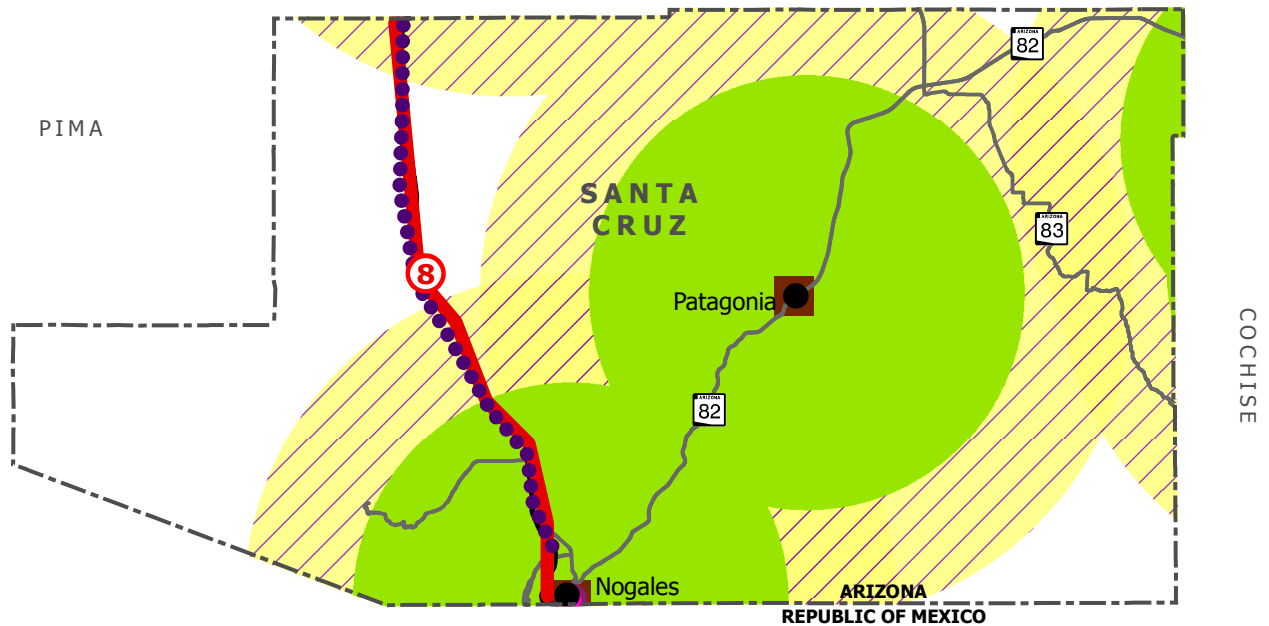 ARIZONA
82
PIMA
SANTA
CRUZ
ARIZONA
83
8
Patagonia
COCHISE
ARIZONA
82
Nogales
ARIZONA
REPUBLIC OF MEXICO